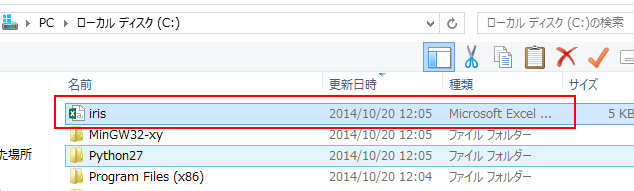 PC ▸ ローカル ディスク (C:) ▸
ローカル ディスク (C:)の検索
名前 更新日時 種類 サイズ
iris 2014/10/20 12:05 Microsoft Excel ... 5 KB
MinGW32-xy 2014/10/20 12:05 ファイル フォルダー
た場所
Python27 2014/10/20 12:05 ファイル フォルダー
Program Files (x86) 2014/10/20 12:04 ファイル フォルダー